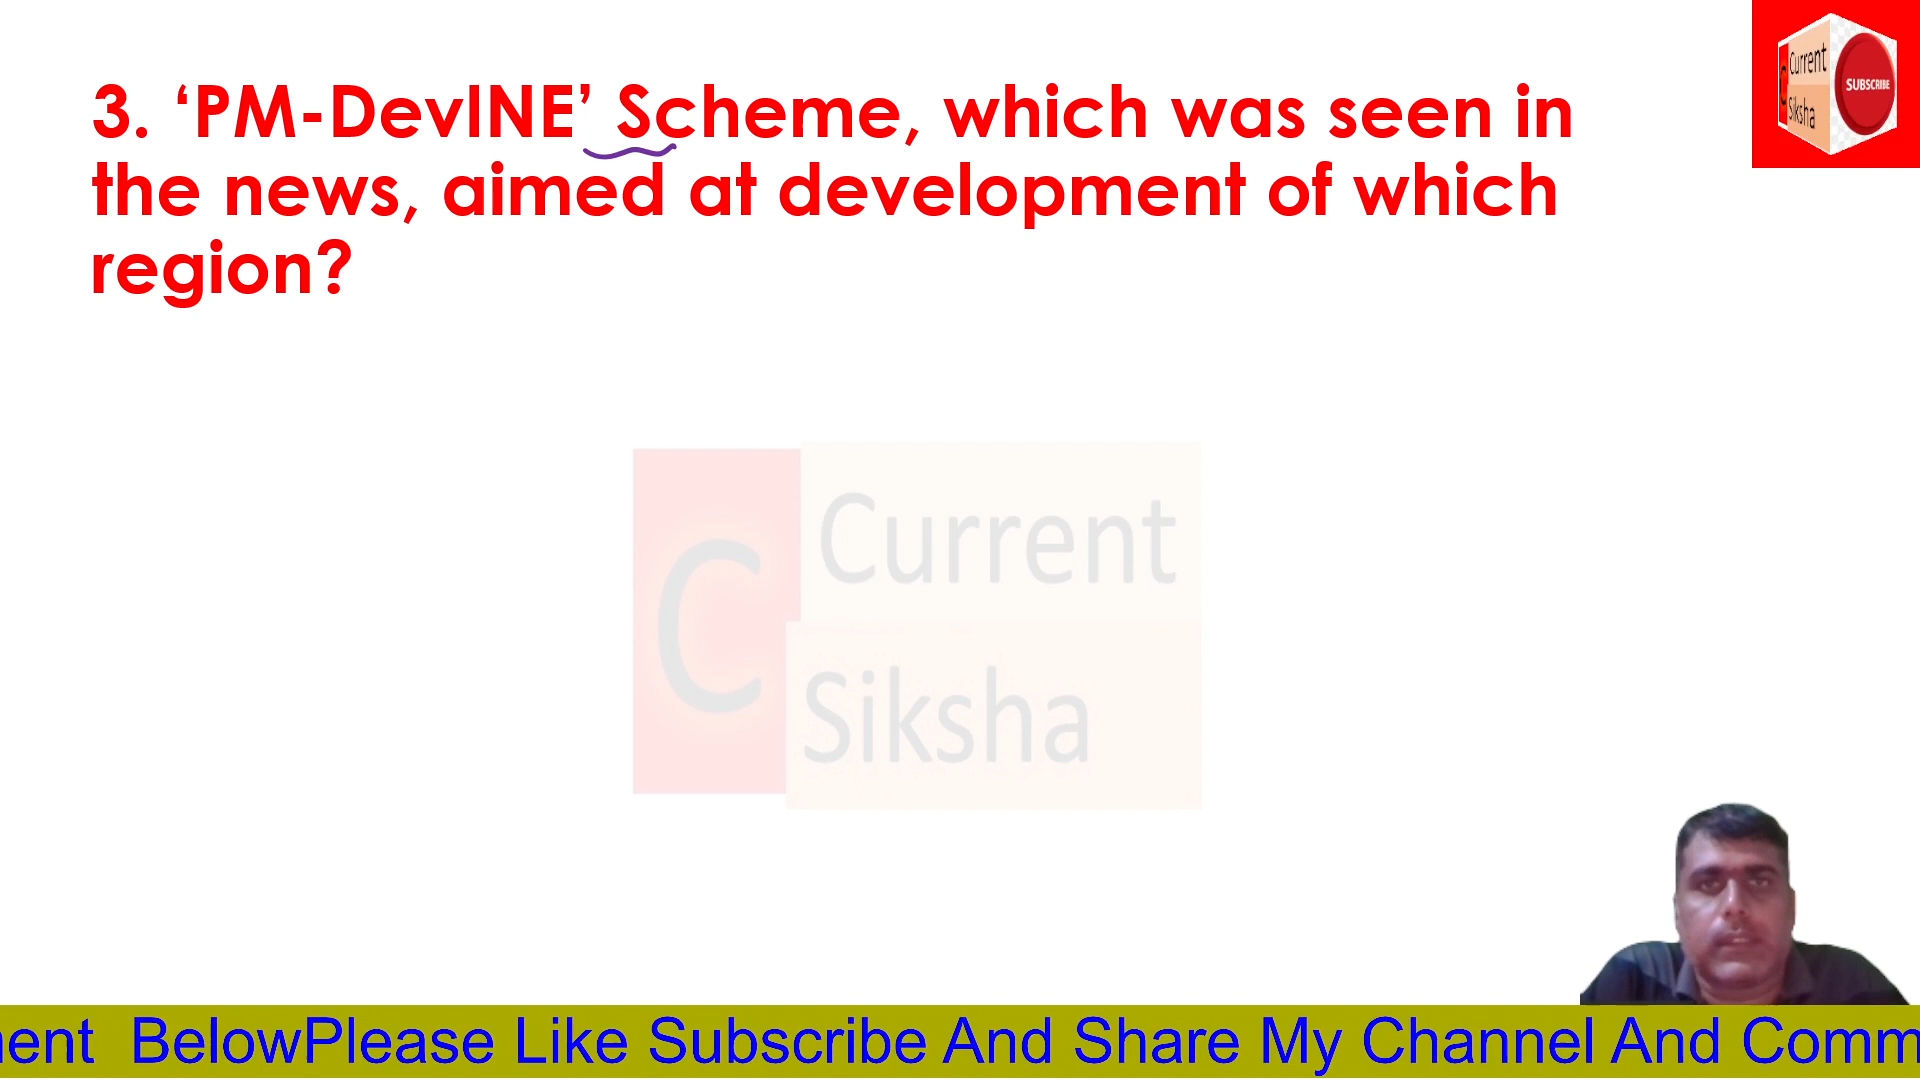 3. ‘PM-DevINE’ Scheme, which was seen in
the news, aimed at development of which
region?
Current
Siksha
SUBSCRIBE
C
Current
Siksha
ent BelowPlease Like Subscribe And Share My Channel And Comm